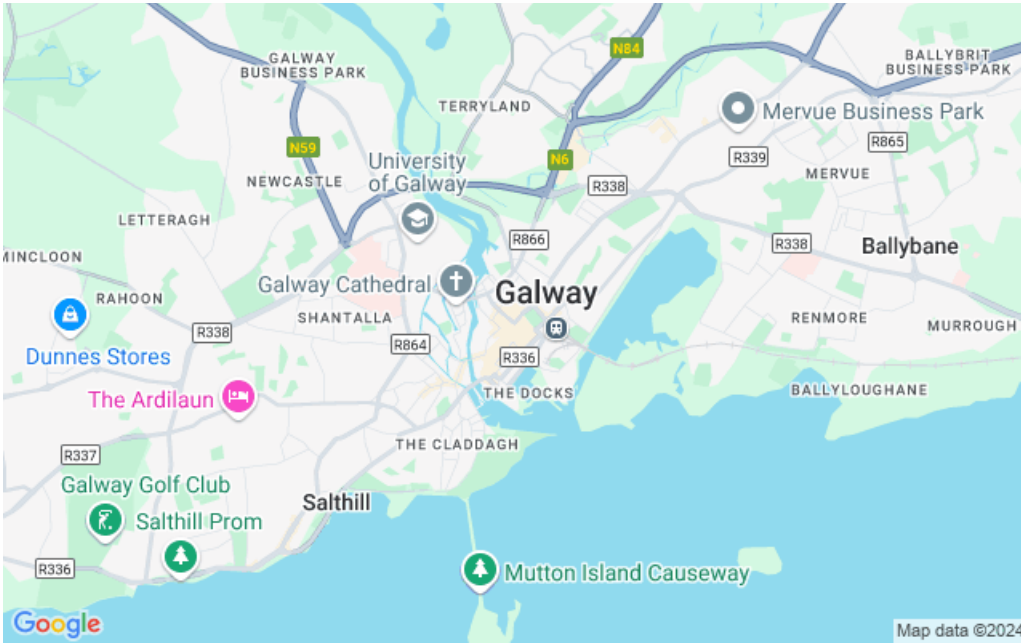 N84
GALWAY
BUSINESS PARK
BALLYBRIT
BUSINESS PARK
TERRYLAND
Mervue Business Park
N59
R865
University
of Galway
N6
R339
MERVUE
NEWCASTLE
R338
LETTERAGH
R866
R338
Ballybane
MINCLOON
Galway Cathedral
Galway
RAHOON
SHANTALLA
RENMORE
MURROUGH
R338
R864
R336
Dunnes Stores
THE DOCKS
BALLYLOUGHANE
The Ardilaun
THE CLADDAGH
R337
Galway Golf Club
Salthill
Salthill Prom
R336
Mutton Island Causeway
Google
Map data ©2024